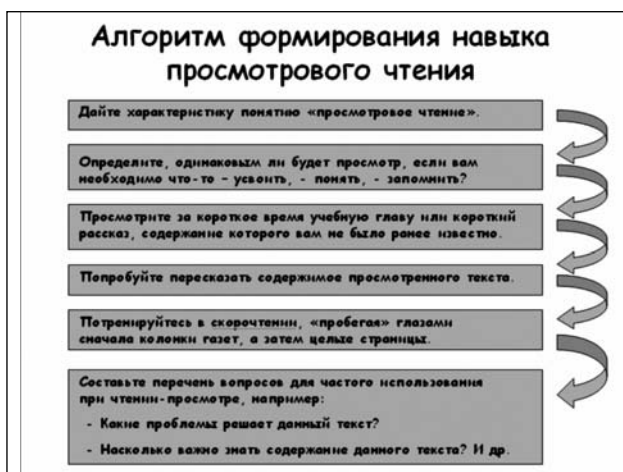 Алгоритм формирования навыка
просмотрового чтения
Дайте характеристику понятию «просмотровое чтение».
Определите, одинаковым ли будет просмотр, если вам
необходимо что-то – усвоить, - понять, - запомнить?
Просмотрите за короткое время учебную главу или короткий
рассказ, содержание которого вам не было ранее известно.
Попробуйте пересказать содержимое просмотренного текста.
Потренируйтесь в скорочтении, «пробегая» глазами
сначала колонки газет, а затем целые страницы.
Составьте перечень вопросов для частого использования
при чтении-просмотре, например:
- Какие проблемы решает данный текст?
- Насколько важно знать содержание данного текста? И др.